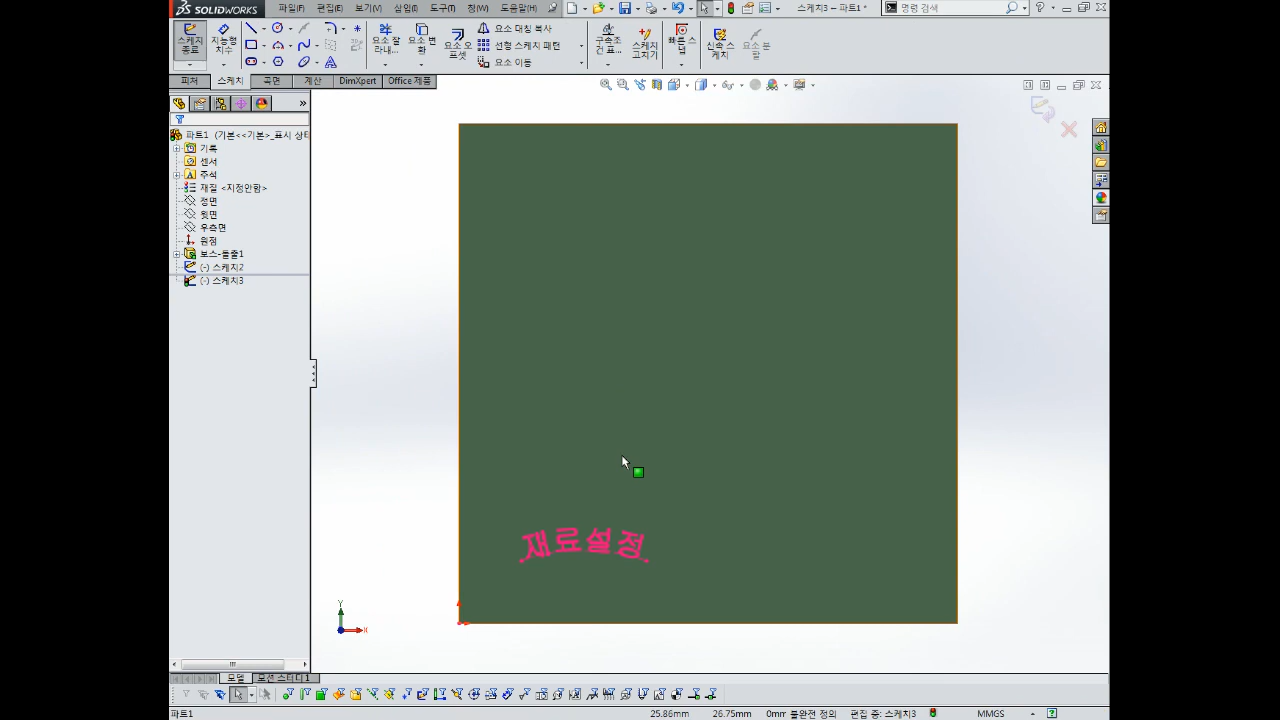 SOLIDWORKS 파일(F) 편집(E) 보기(V) 삽입(I) 도구(T) 창(W) 도움말(H) 스케치3 – 파트1 * 명령 검색
스케치 종료 지능형 치수 요소 잘라내... 요소 변환 요소 오프셋 요소 대칭 복사 선형 스케치 패턴 요소 이동 구속조건 표... 스케치 고치기 빠른 스냅 신속 스케치 요소 분할
피처 스케치 곡면 계산 DimXpert Office 제품
파트1 (기본<<기본>_표시 상태
기록
센서
주석
재질 <지정안함>
정면
윗면
우측면
원점
보스-돌출1
(-) 스케치2
(-) 스케치3
재료설정
Y
X
모델 모션 스터디1
파트1 25.86mm 26.75mm 0mm 불완전 정의 편집 중: 스케치3 MMGS